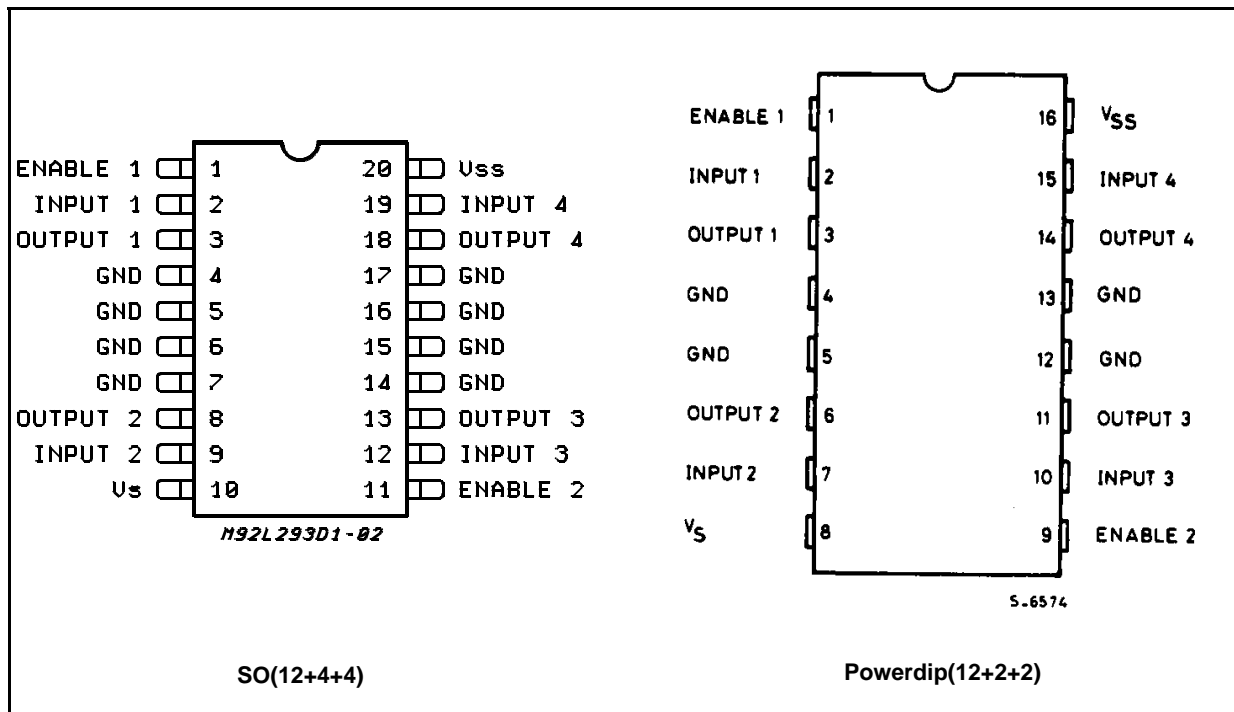 ENABLE 1 1 20 Vss
INPUT 1 2 19 INPUT 4
OUTPUT 1 3 18 OUTPUT 4
GND 4 17 GND
GND 5 16 GND
GND 6 15 GND
GND 7 14 GND
OUTPUT 2 8 13 OUTPUT 3
INPUT 2 9 12 INPUT 3
Vs 10 11 ENABLE 2
M92L293D1-02
SO(12+4+4)
ENABLE 1 1 16 VSS
INPUT 1 2 15 INPUT 4
OUTPUT 1 3 14 OUTPUT 4
GND 4 13 GND
GND 5 12 GND
OUTPUT 2 6 11 OUTPUT 3
INPUT 2 7 10 INPUT 3
VS 8 9 ENABLE 2
S-6574
Powerdip(12+2+2)